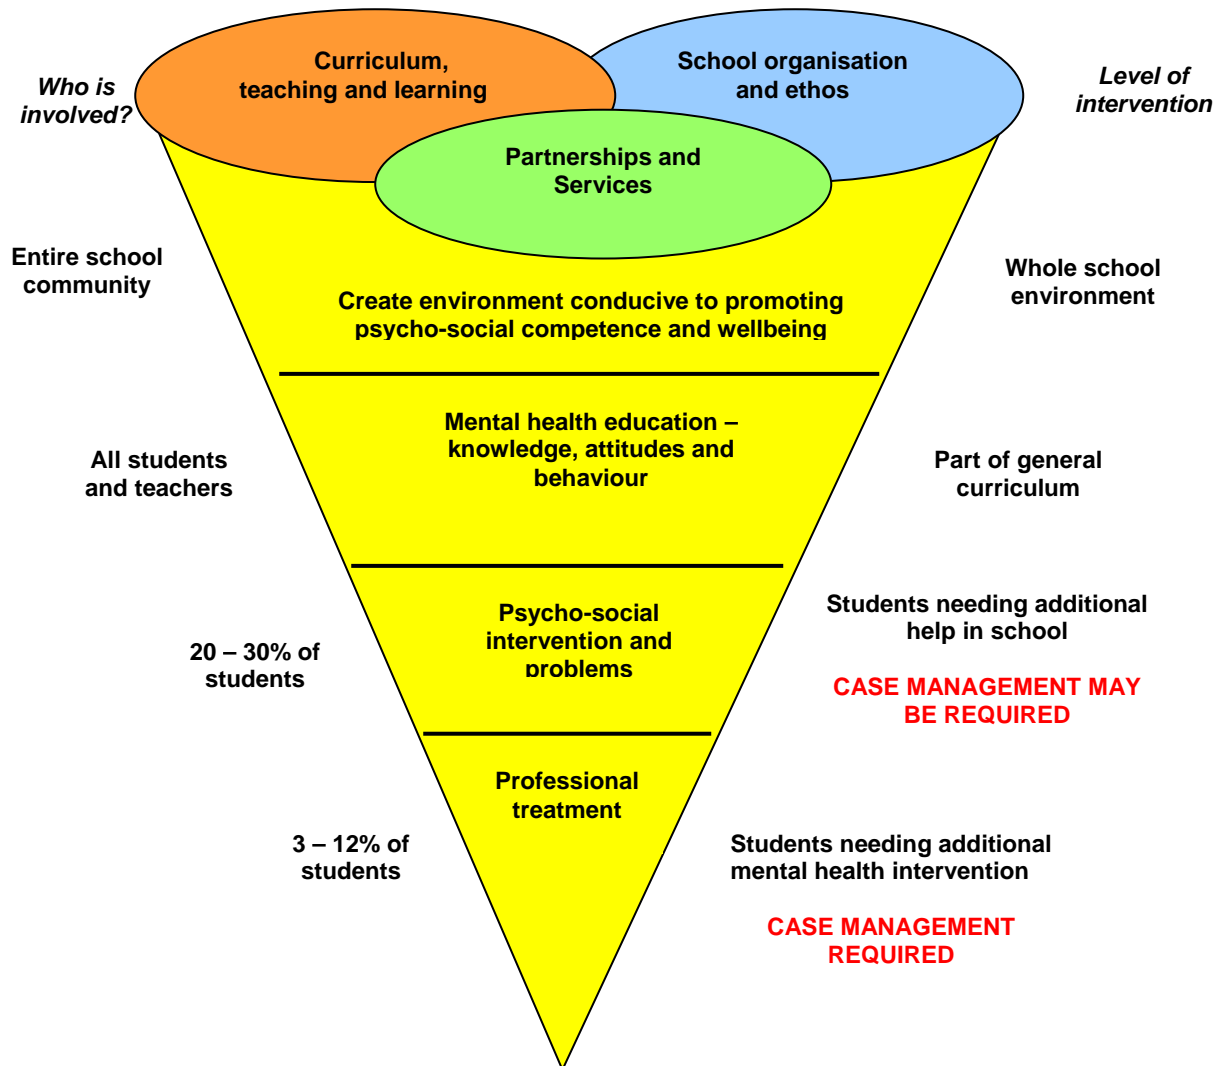 Curriculum,
teaching and learning
School organisation
and ethos
Who is
involved?
Level of
intervention
Partnerships and
Services
Entire school
community
Whole school
environment
Create environment conducive to promoting
psycho-social competence and wellbeing
Mental health education –
knowledge, attitudes and
behaviour
All students
and teachers
Part of general
curriculum
Psycho-social
intervention and
problems
20 – 30% of
students
Students needing additional
help in school
CASE MANAGEMENT MAY
BE REQUIRED
Professional
treatment
3 – 12% of
students
Students needing additional
mental health intervention
CASE MANAGEMENT
REQUIRED